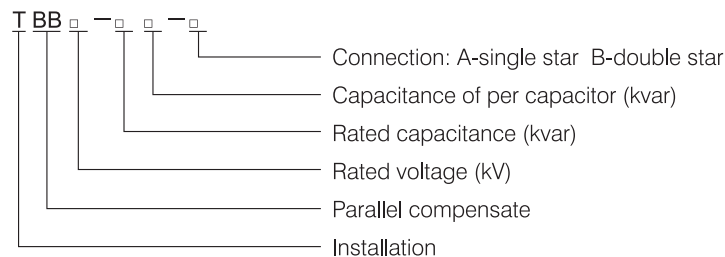 T BB □ － □ □ － □
Connection: A-single star B-double star
Capacitance of per capacitor (kvar)
Rated capacitance (kvar)
Rated voltage (kV)
Parallel compensate
Installation